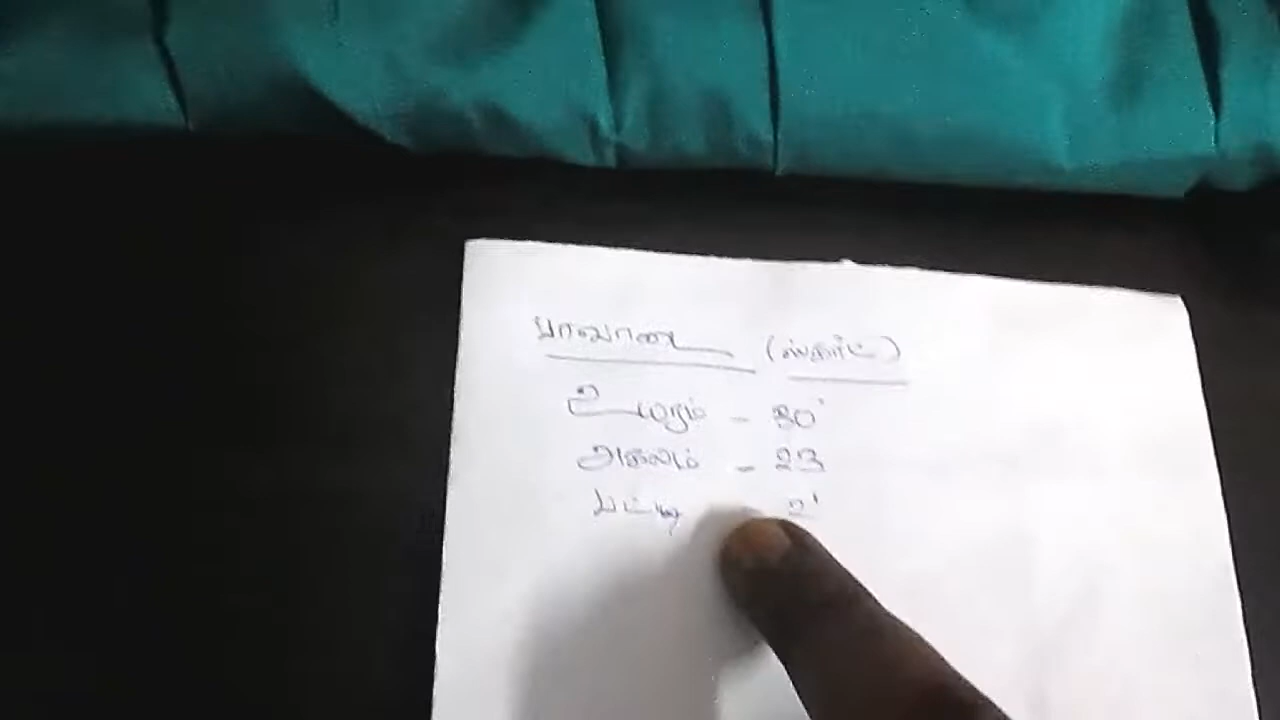 பாவாடை (ஸ்கர்ட்)
உயரம் - 30'
அகலம் - 23
பட்டி 2'